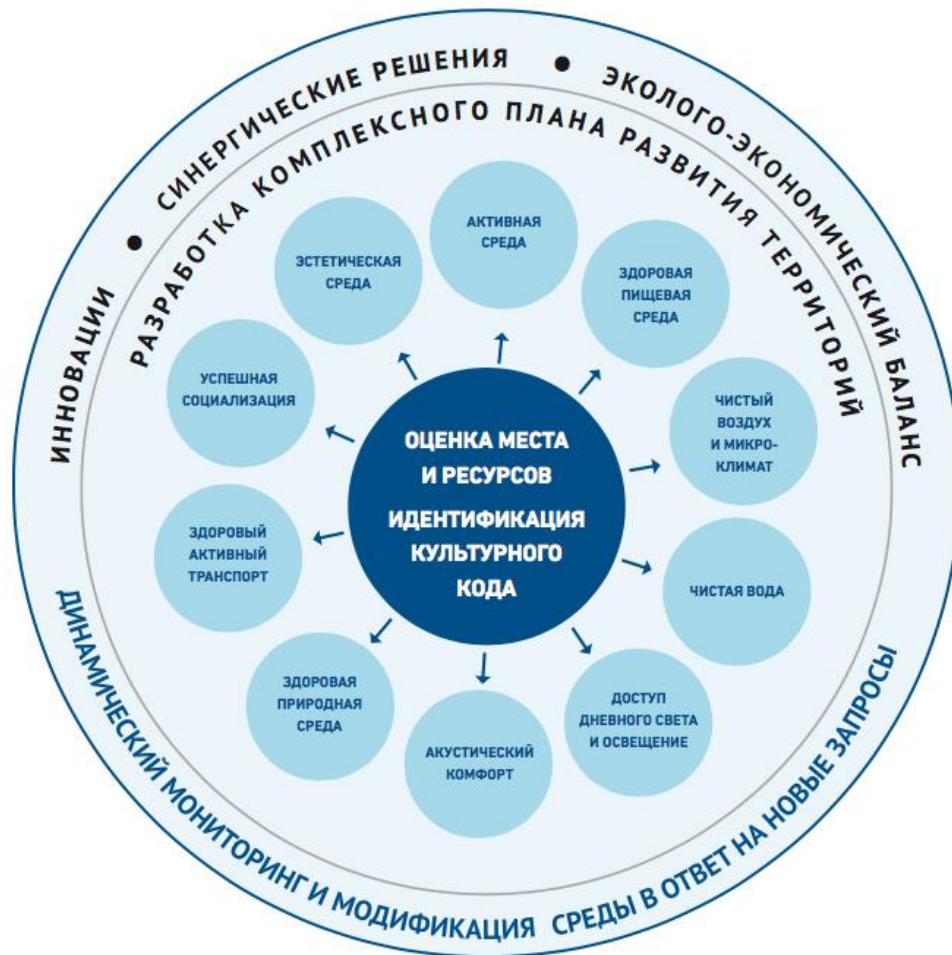 ИННОВАЦИИ • СИНЕРГИЧЕСКИЕ РЕШЕНИЯ • ЭКОЛОГО-ЭКОНОМИЧЕСКИЙ БАЛАНС
РАЗРАБОТКА КОМПЛЕКСНОГО ПЛАНА РАЗВИТИЯ ТЕРРИТОРИЙ
АКТИВНАЯ
СРЕДА
ЗДОРОВАЯ
ПИЩЕВАЯ
СРЕДА
ЧИСТЫЙ
ВОЗДУХ
И МИКРО-
КЛИМАТ
ЧИСТАЯ ВОДА
ДОСТУП
ДНЕВНОГО СВЕТА
И ОСВЕЩЕНИЕ
АКУСТИЧЕСКИЙ
КОМФОРТ
ЗДОРОВАЯ
ПРИРОДНАЯ
СРЕДА
ЗДОРОВЫЙ
АКТИВНЫЙ
ТРАНСПОРТ
УСПЕШНАЯ
СОЦИАЛИЗАЦИЯ
ЭСТЕТИЧЕСКАЯ
СРЕДА
ОЦЕНКА МЕСТА
И РЕСУРСОВ
ИДЕНТИФИКАЦИЯ
КУЛЬТУРНОГО
КОДА
ДИНАМИЧЕСКИЙ МОНИТОРИНГ И МОДИФИКАЦИЯ СРЕДЫ В ОТВЕТ НА НОВЫЕ ЗАПРОСЫ